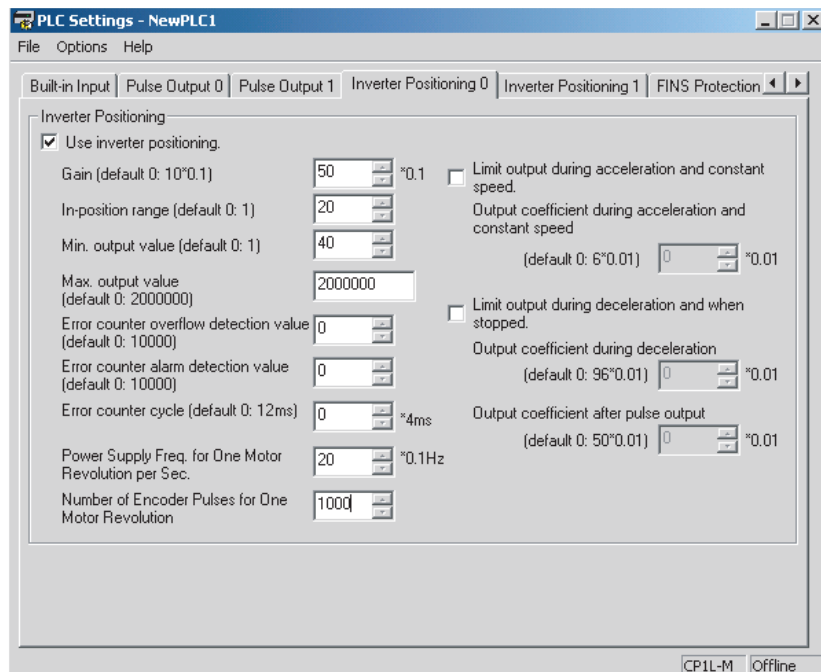 PLC Settings - NewPLC1
File Options Help
Built-in Input Pulse Output 0 Pulse Output 1 Inverter Positioning 0 Inverter Positioning 1 FINS Protection
Inverter Positioning
Use inverter positioning.
Gain (default 0: 10*0.1) 50 *0.1
In-position range (default 0: 1) 20
Min. output value (default 0: 1) 40
Max. output value
(default 0: 2000000) 2000000
Error counter overflow detection value
(default 0: 10000) 0
Error counter alarm detection value
(default 0: 10000) 0
Error counter cycle (default 0: 12ms) 0 *4ms
Power Supply Freq. for One Motor
Revolution per Sec. 20 *0.1Hz
Number of Encoder Pulses for One
Motor Revolution 1000
Limit output during acceleration and constant
speed.
Output coefficient during acceleration and
constant speed
(default 0: 6*0.01) 0 *0.01
Limit output during deceleration and when
stopped.
Output coefficient during deceleration
(default 0: 96*0.01) 0 *0.01
Output coefficient after pulse output
(default 0: 50*0.01) 0 *0.01
CP1L-M Offline